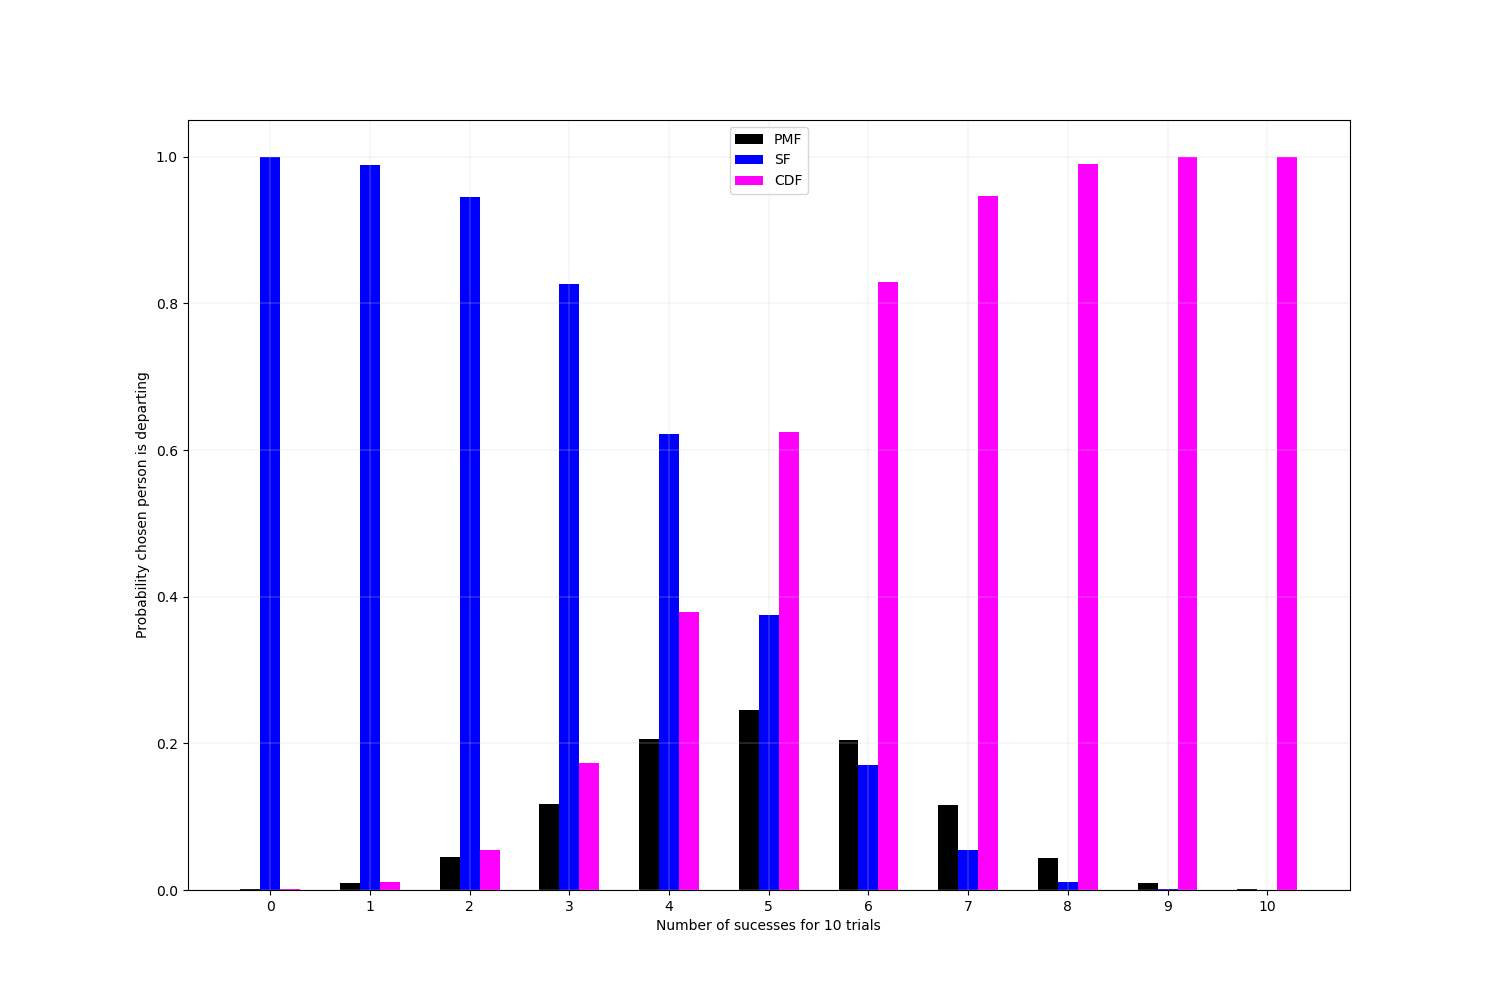 PMF
SF
CDF
1.0
0.8
0.6
0.4
0.2
0.0
Probability chosen person is departing
0 1 2 3 4 5 6 7 8 9 10
Number of sucesses for 10 trials